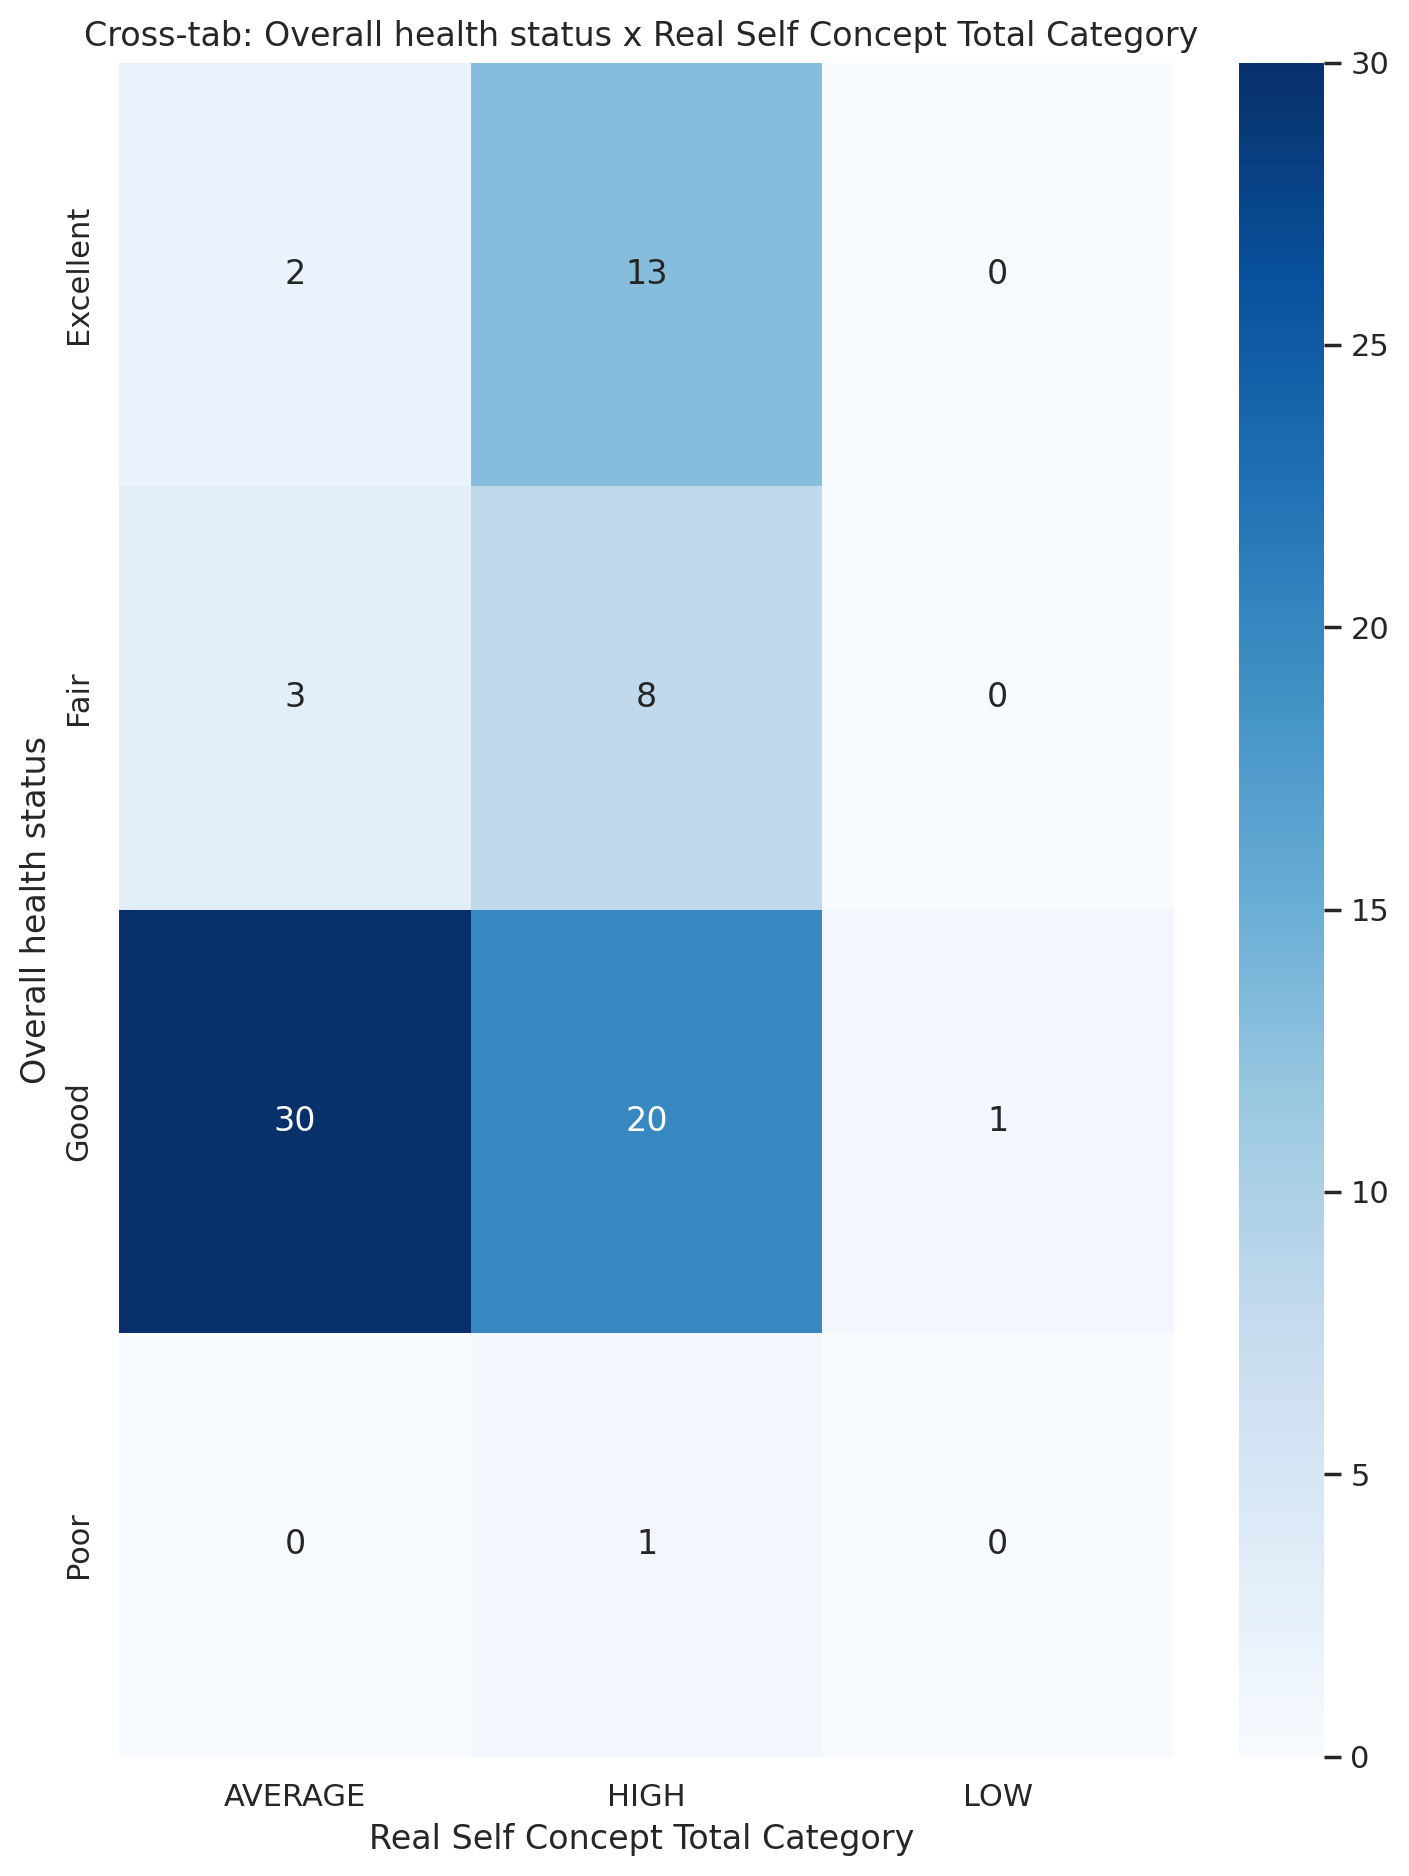 Cross-tab: Overall health status x Real Self Concept Total Category
Overall health status
Excellent
2 13 0
Fair
3 8 0
Good
30 20 1
Poor
0 1 0
AVERAGE HIGH LOW
Real Self Concept Total Category
30
25
20
15
10
5
0